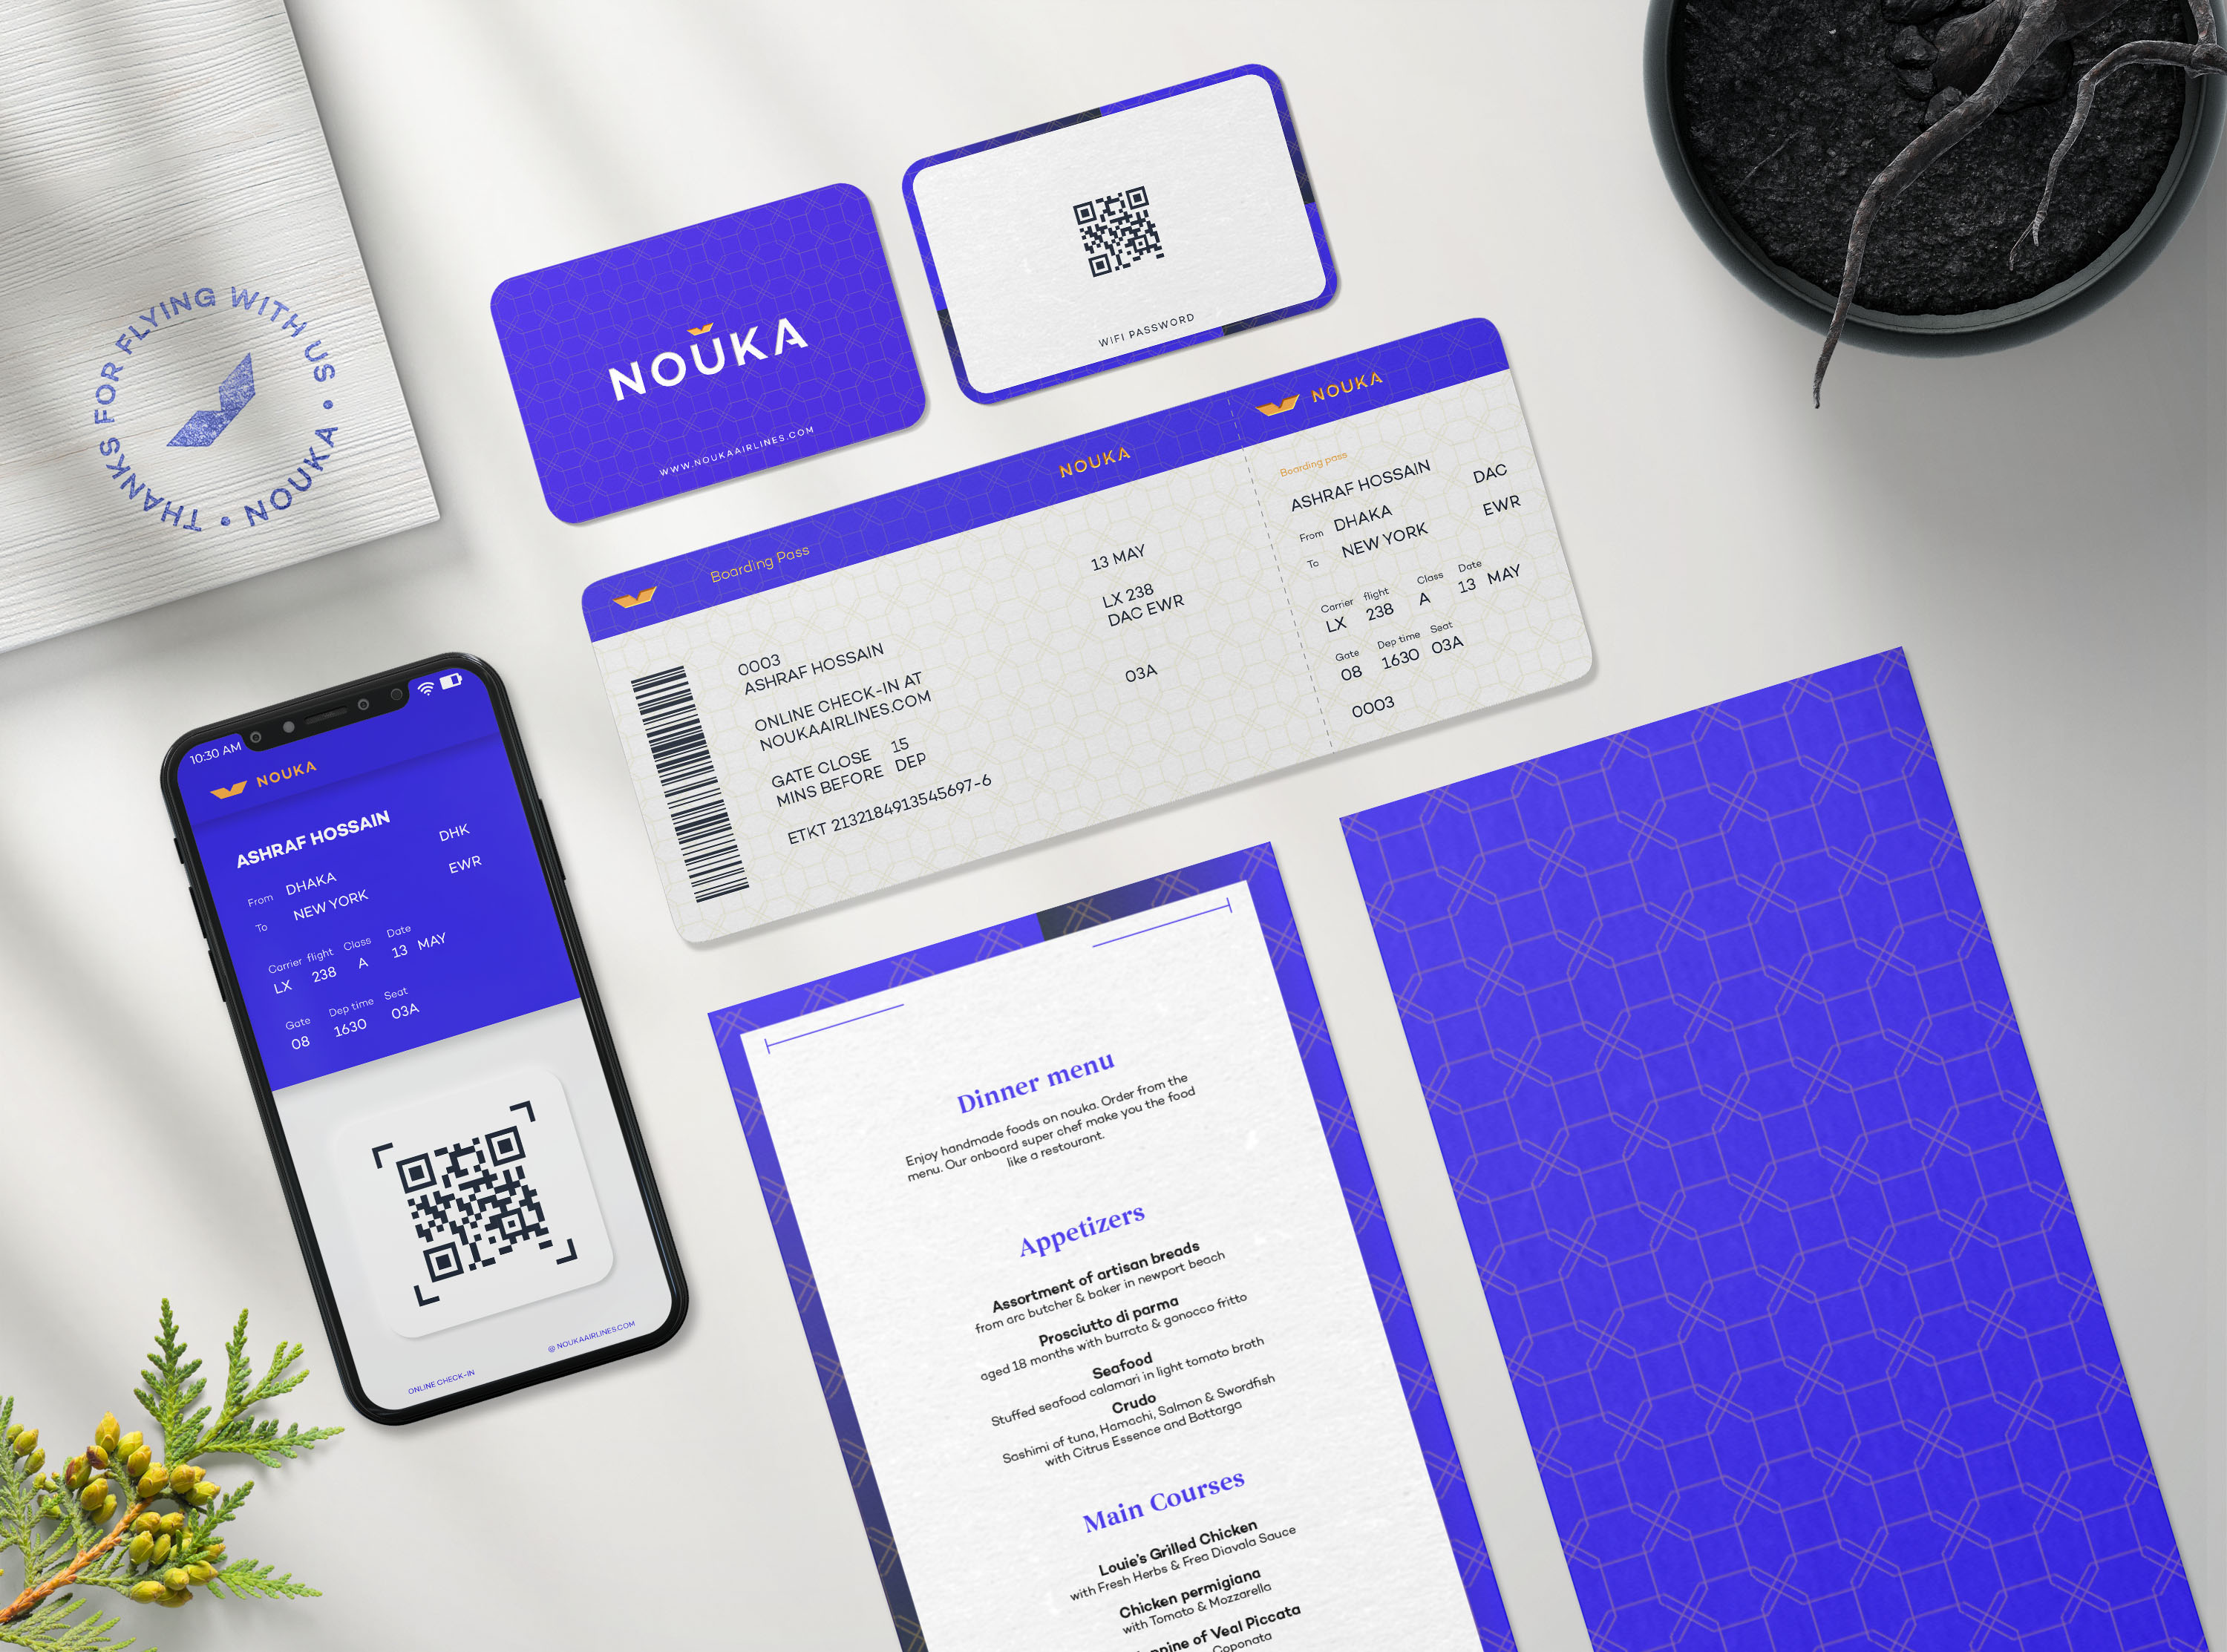 THANKS FOR FLYING WITH US • NOUKA •
NOUKA
WWW.NOUKAAIRLINES.COM
WIFI PASSWORD
Boarding Pass
NOUKA
0003
ASHRAF HOSSAIN
ONLINE CHECK-IN AT
NOUKAAIRLINES.COM
GATE CLOSE 15
MINS BEFORE DEP
ETKT 2132184913545697-6
13 MAY
LX 238
DAC EWR
03A
NOUKA
Boarding pass
ASHRAF HOSSAIN DAC
From DHAKA EWR
To NEW YORK
Carrier flight Class Date
LX 238 A 13 MAY
Gate Dep time Seat
08 1630 03A
0003
10:30 AM
NOUKA
ASHRAF HOSSAIN
DHK
From DHAKA EWR
To NEW YORK
Carrier flight Class Date
LX 238 A 13 MAY
Gate Dep time Seat
08 1630 03A
ONLINE CHECK-IN @ NOUKAAIRLINES.COM
Dinner menu
Enjoy handmade foods on nouka. Order from the
menu. Our onboard super chef make you the food
like a restourant.
Appetizers
Assortment of artisan breads
from arc butcher & baker in newport beach
Prosciutto di parma
aged 18 months with burrata & gonocco fritto
Seafood
Stuffed seafood calamari in light tomato broth
Crudo
Sashimi of tuna, Hamachi, Salmon & Swordfish
with Citrus Essence and Bottarga
Main Courses
Louie's Grilled Chicken
with Fresh Herbs & Frea Diavala Sauce
Chicken permigiana
with Tomato & Mozzarella
of Veal Piccata
Coponata